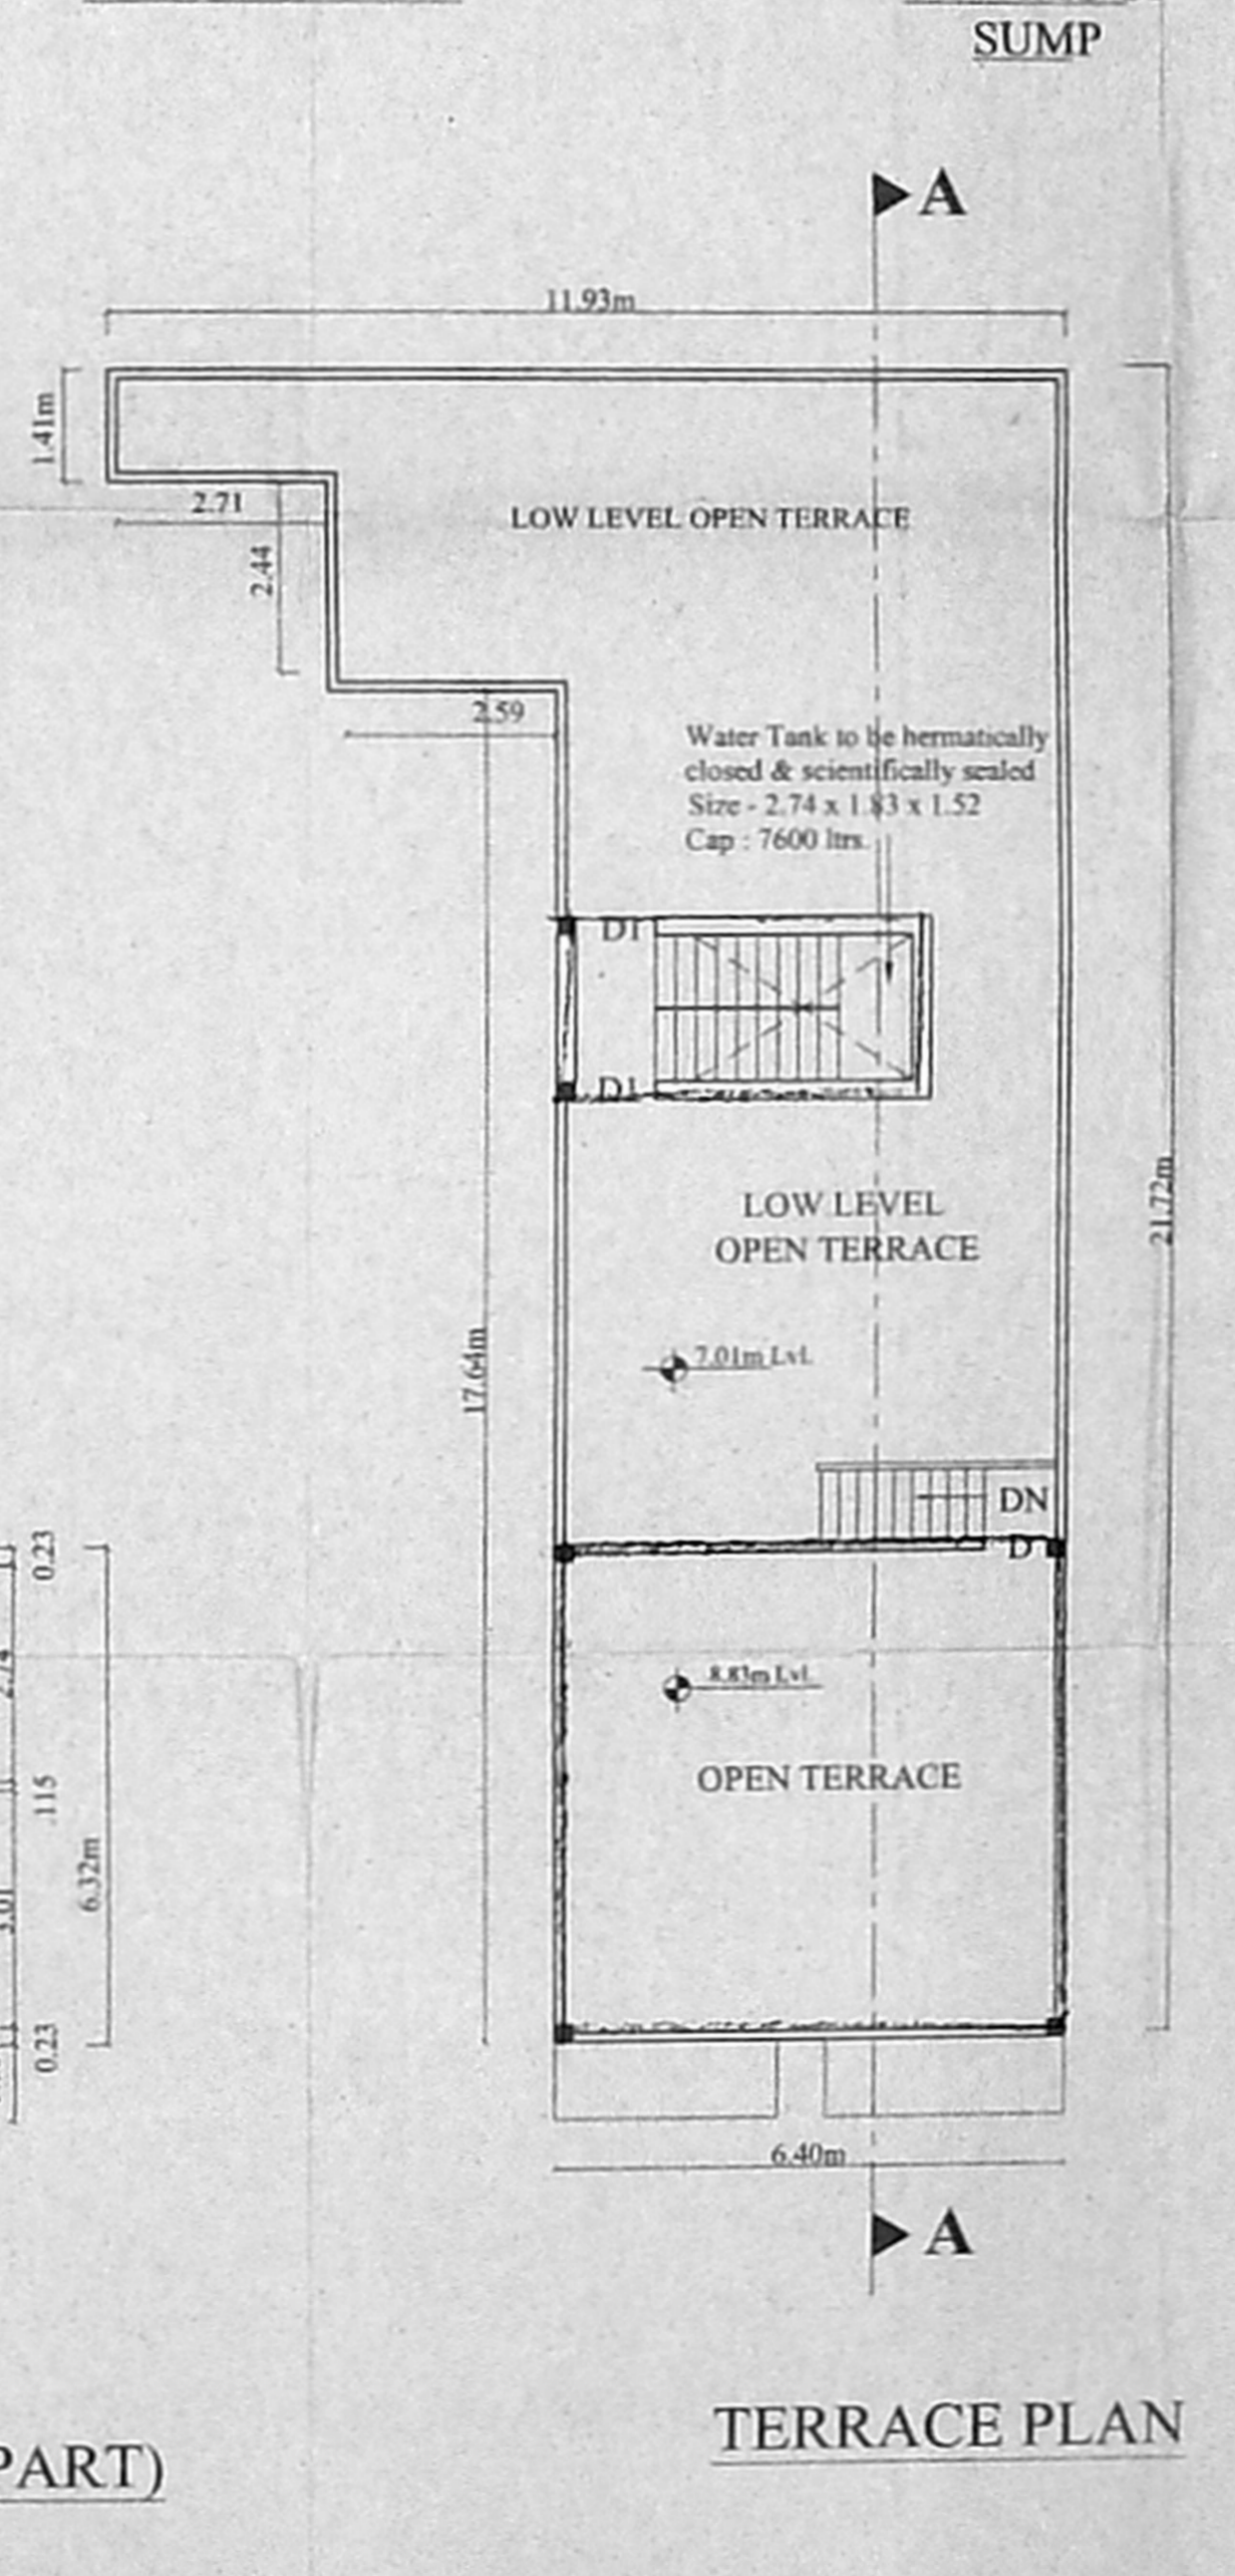 SUMP
A
11.93m
1.41m
2.71
LOW LEVEL OPEN TERRACE
2.44
2.59
Water Tank to be hermatically
closed & scientifically sealed
Size - 2.74 x 1.83 x 1.52
Cap : 7600 ltrs.
D1
D1
LOW LEVEL
OPEN TERRACE
21.72m
17.64m
7.01m Lvl.
DN
D
0.23
2.74
8.83m Lvl.
OPEN TERRACE
.115
6.32m
0.23
6.40m
A
TERRACE PLAN
PART)